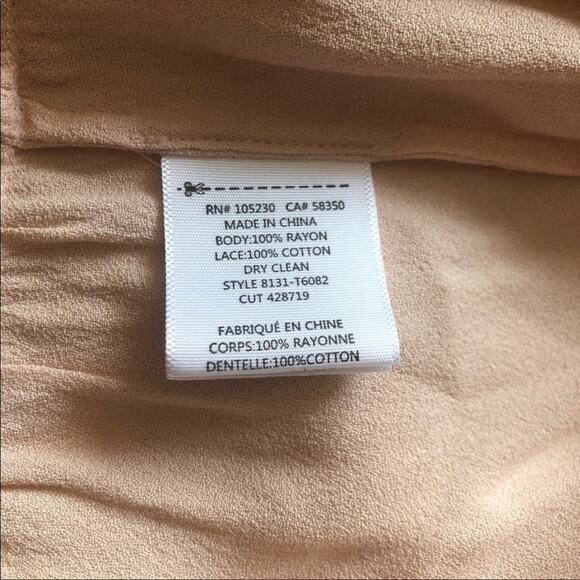 RN# 105230 CA# 58350
MADE IN CHINA
BODY:100% RAYON
LACE:100% COTTON
DRY CLEAN
STYLE 8131-T6082
CUT 428719
FABRIQUÉ EN CHINE
CORPS:100% RAYONNE
DENTELLE:100%COTTON